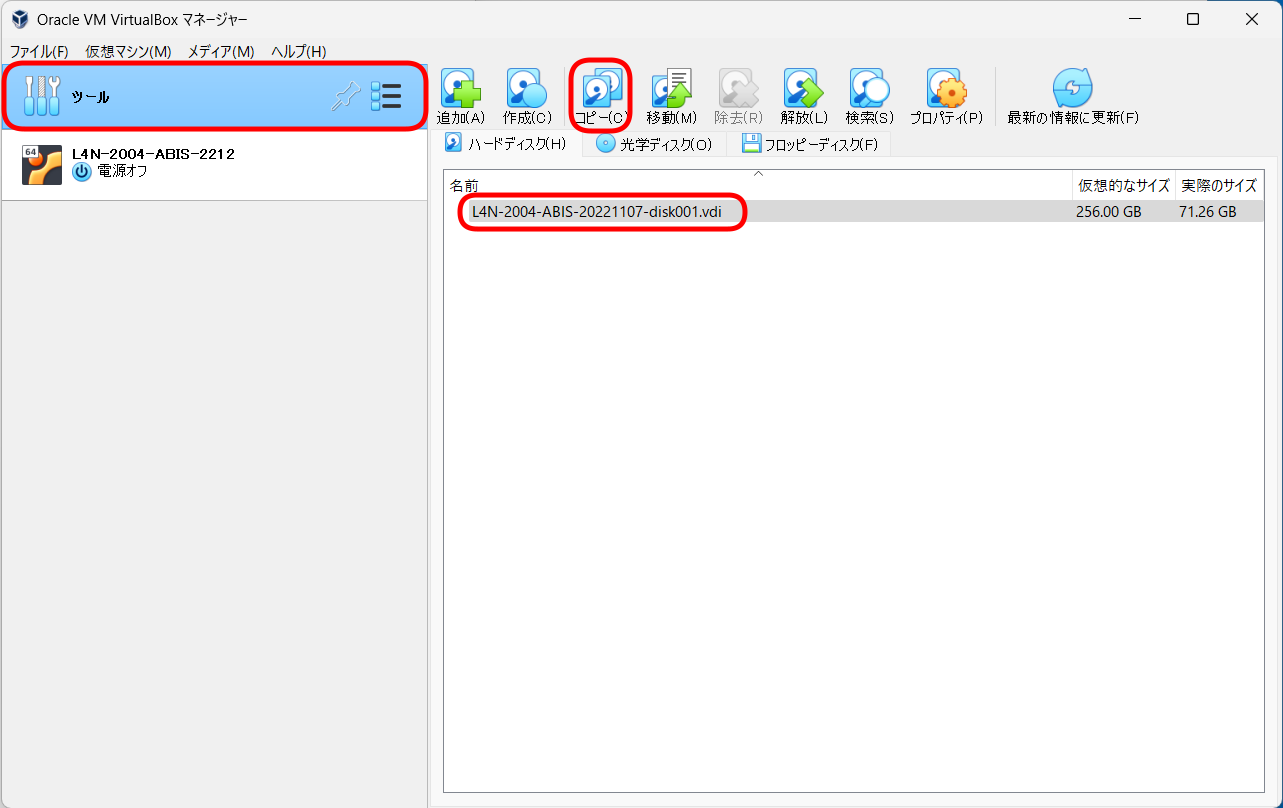 Oracle VM VirtualBox マネージャー
ファイル(F) 仮想マシン(M) メディア(M) ヘルプ(H)
ツール
追加(A) 作成(C) コピー(C) 移動(M) 除去(R) 解放(L) 検索(S) プロパティ(P) 最新の情報に更新(F)
ハードディスク(H) 光学ディスク(O) フロッピーディスク(F)
64
L4N-2004-ABIS-2212
電源オフ
名前 仮想的なサイズ 実際のサイズ
L4N-2004-ABIS-20221107-disk001.vdi 256.00 GB 71.26 GB